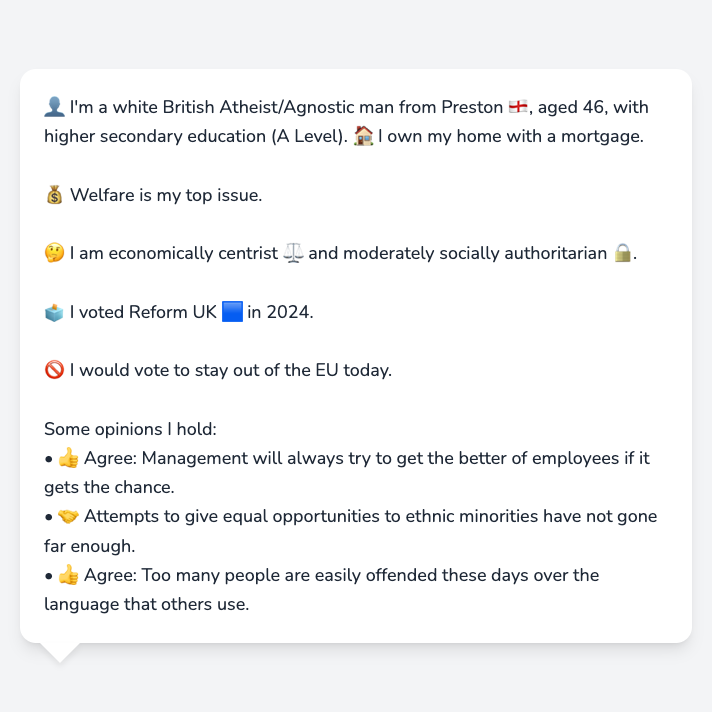 👤 I'm a white British Atheist/Agnostic man from Preston 🏴󠁧󠁢󠁥󠁮󠁧󠁿, aged 46, with
higher secondary education (A Level). 🏠 I own my home with a mortgage.
💰 Welfare is my top issue.
🤔 I am economically centrist ⚖️ and moderately socially authoritarian 🔒.
🗳️ I voted Reform UK 🟦 in 2024.
🚫 I would vote to stay out of the EU today.
Some opinions I hold:
• 👍 Agree: Management will always try to get the better of employees if it
gets the chance.
• 🤝 Attempts to give equal opportunities to ethnic minorities have not gone
far enough.
• 👍 Agree: Too many people are easily offended these days over the
language that others use.